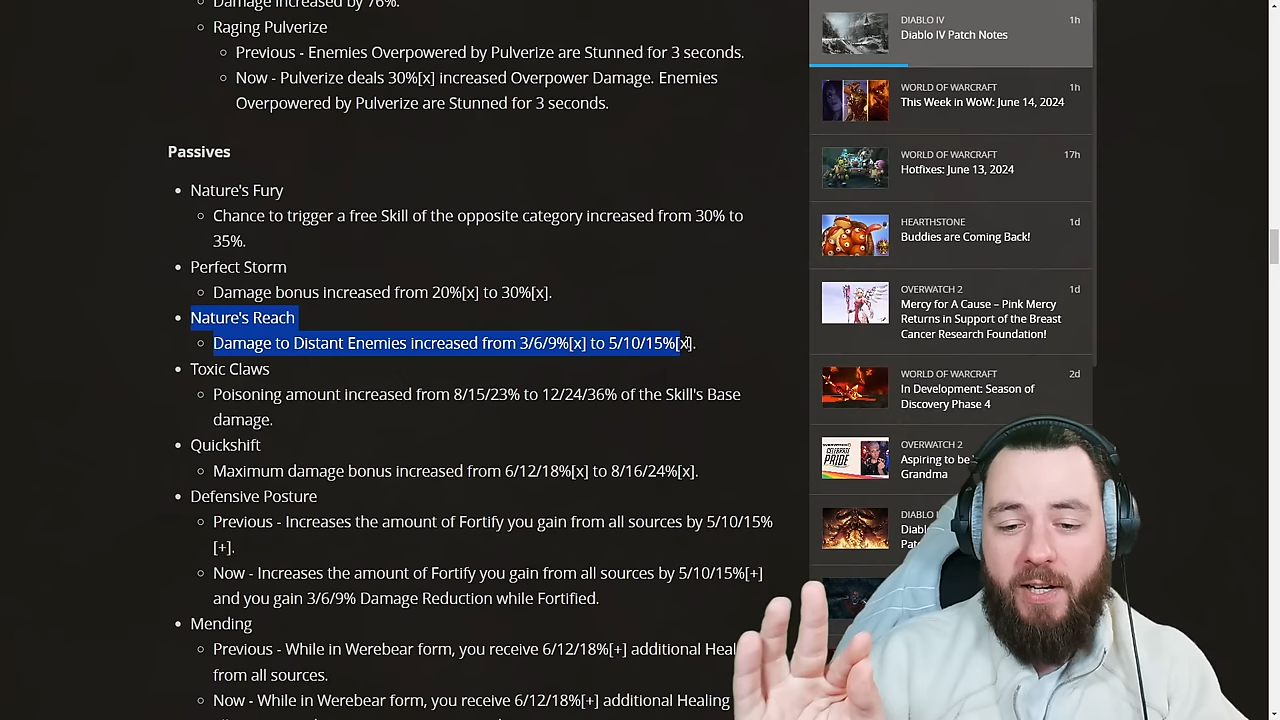 Damage increased by 76%.
Raging Pulverize
Previous - Enemies Overpowered by Pulverize are Stunned for 3 seconds.
Now - Pulverize deals 30%[x] increased Overpower Damage. Enemies
Overpowered by Pulverize are Stunned for 3 seconds.
Passives
Nature's Fury
Chance to trigger a free Skill of the opposite category increased from 30% to
35%.
Perfect Storm
Damage bonus increased from 20%[x] to 30%[x].
Nature's Reach
Damage to Distant Enemies increased from 3/6/9%[x] to 5/10/15%[x].
Toxic Claws
Poisoning amount increased from 8/15/23% to 12/24/36% of the Skill's Base
damage.
Quickshift
Maximum damage bonus increased from 6/12/18%[x] to 8/16/24%[x].
Defensive Posture
Previous - Increases the amount of Fortify you gain from all sources by 5/10/15%
[+].
Now - Increases the amount of Fortify you gain from all sources by 5/10/15%[+]
and you gain 3/6/9% Damage Reduction while Fortified.
Mending
Previous - While in Werebear form, you receive 6/12/18%[+] additional Heal
from all sources.
Now - While in Werebear form, you receive 6/12/18%[+] additional Healing
DIABLO IV 1h
Diablo IV Patch Notes
WORLD OF WARCRAFT 1h
This Week in WoW: June 14, 2024
WORLD OF WARCRAFT 17h
Hotfixes: June 13, 2024
HEARTHSTONE 1d
Buddies are Coming Back!
OVERWATCH 2 1d
Mercy for A Cause – Pink Mercy
Returns in Support of the Breast
Cancer Research Foundation!
WORLD OF WARCRAFT 2d
In Development: Season of
Discovery Phase 4
OVERWATCH 2
Aspiring to be
Grandma
DIABLO I
Diabl
Pat